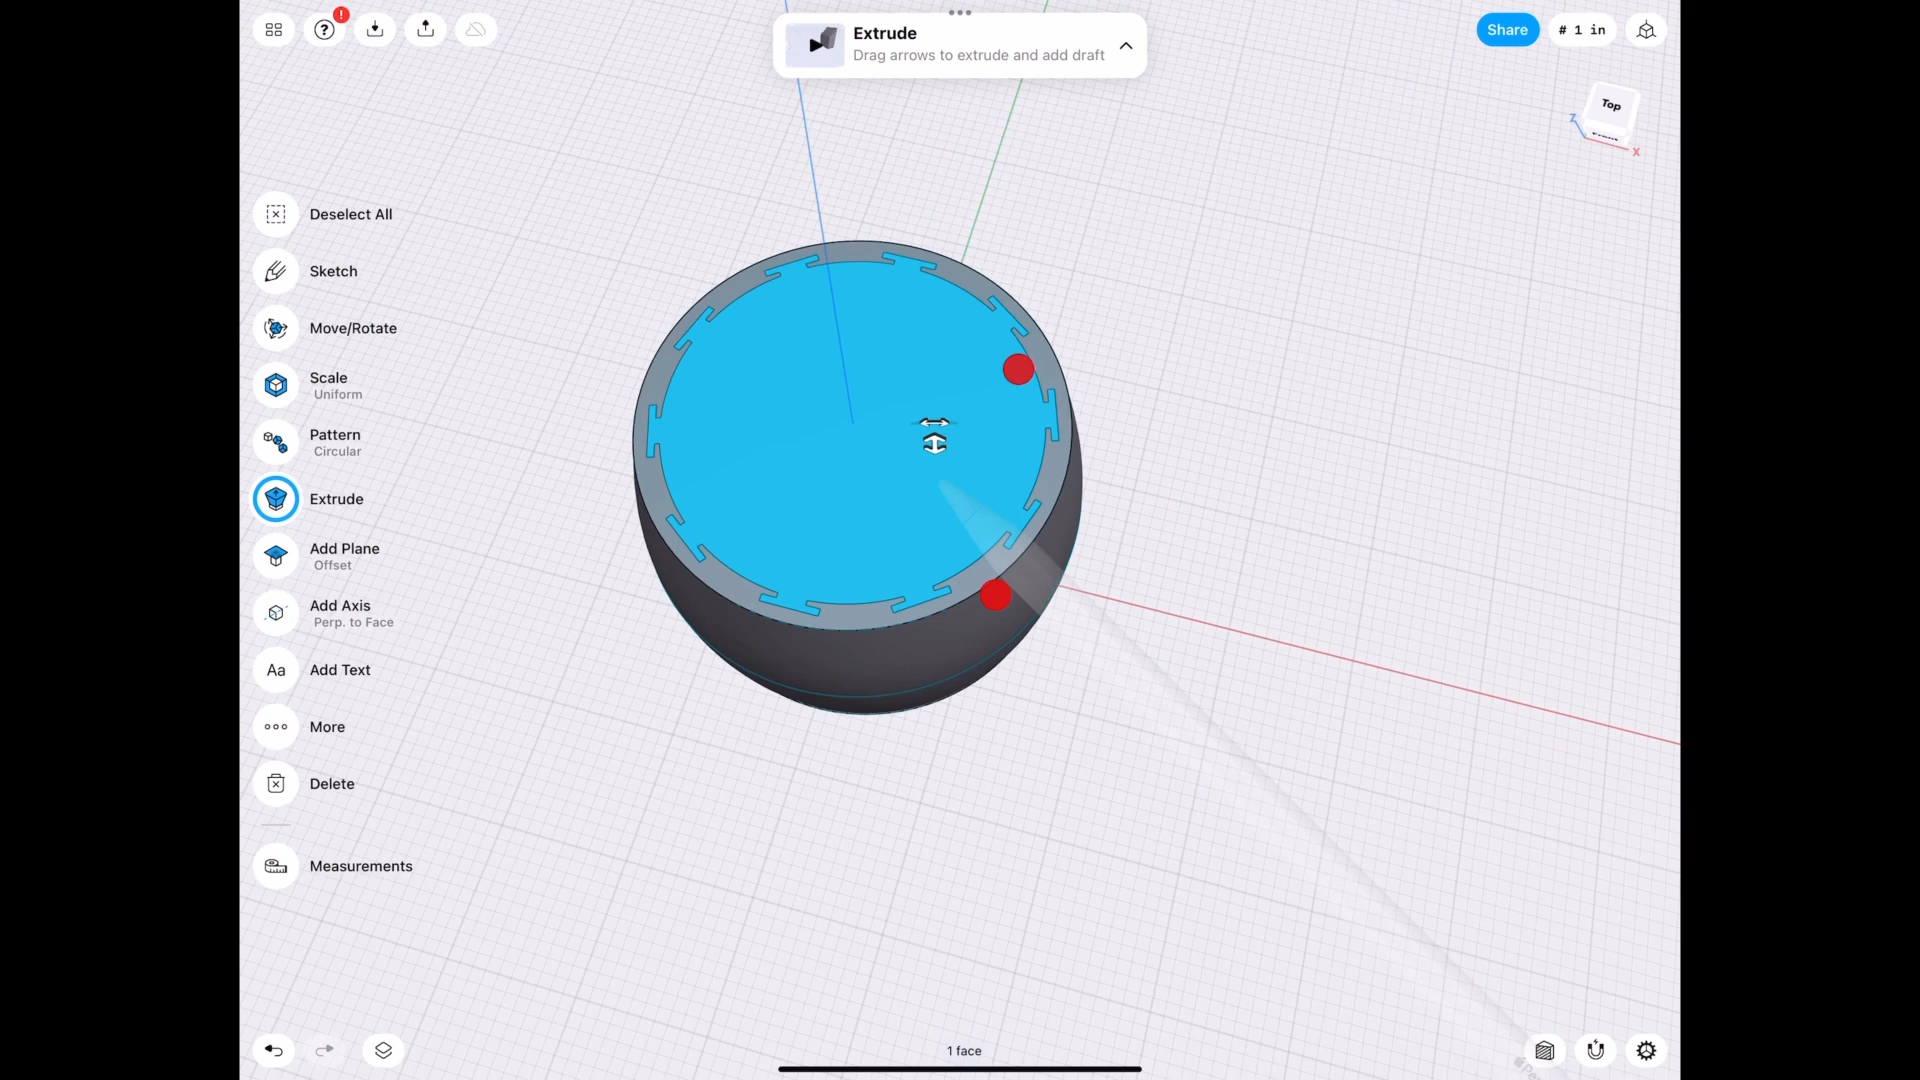 Extrude
Drag arrows to extrude and add draft
Share
# 1 in
Top
Z
X
Deselect All
Sketch
Move/Rotate
Scale
Uniform
Pattern
Circular
Extrude
Add Plane
Offset
Add Axis
Perp. to Face
Aa
Add Text
More
Delete
Measurements
1 face